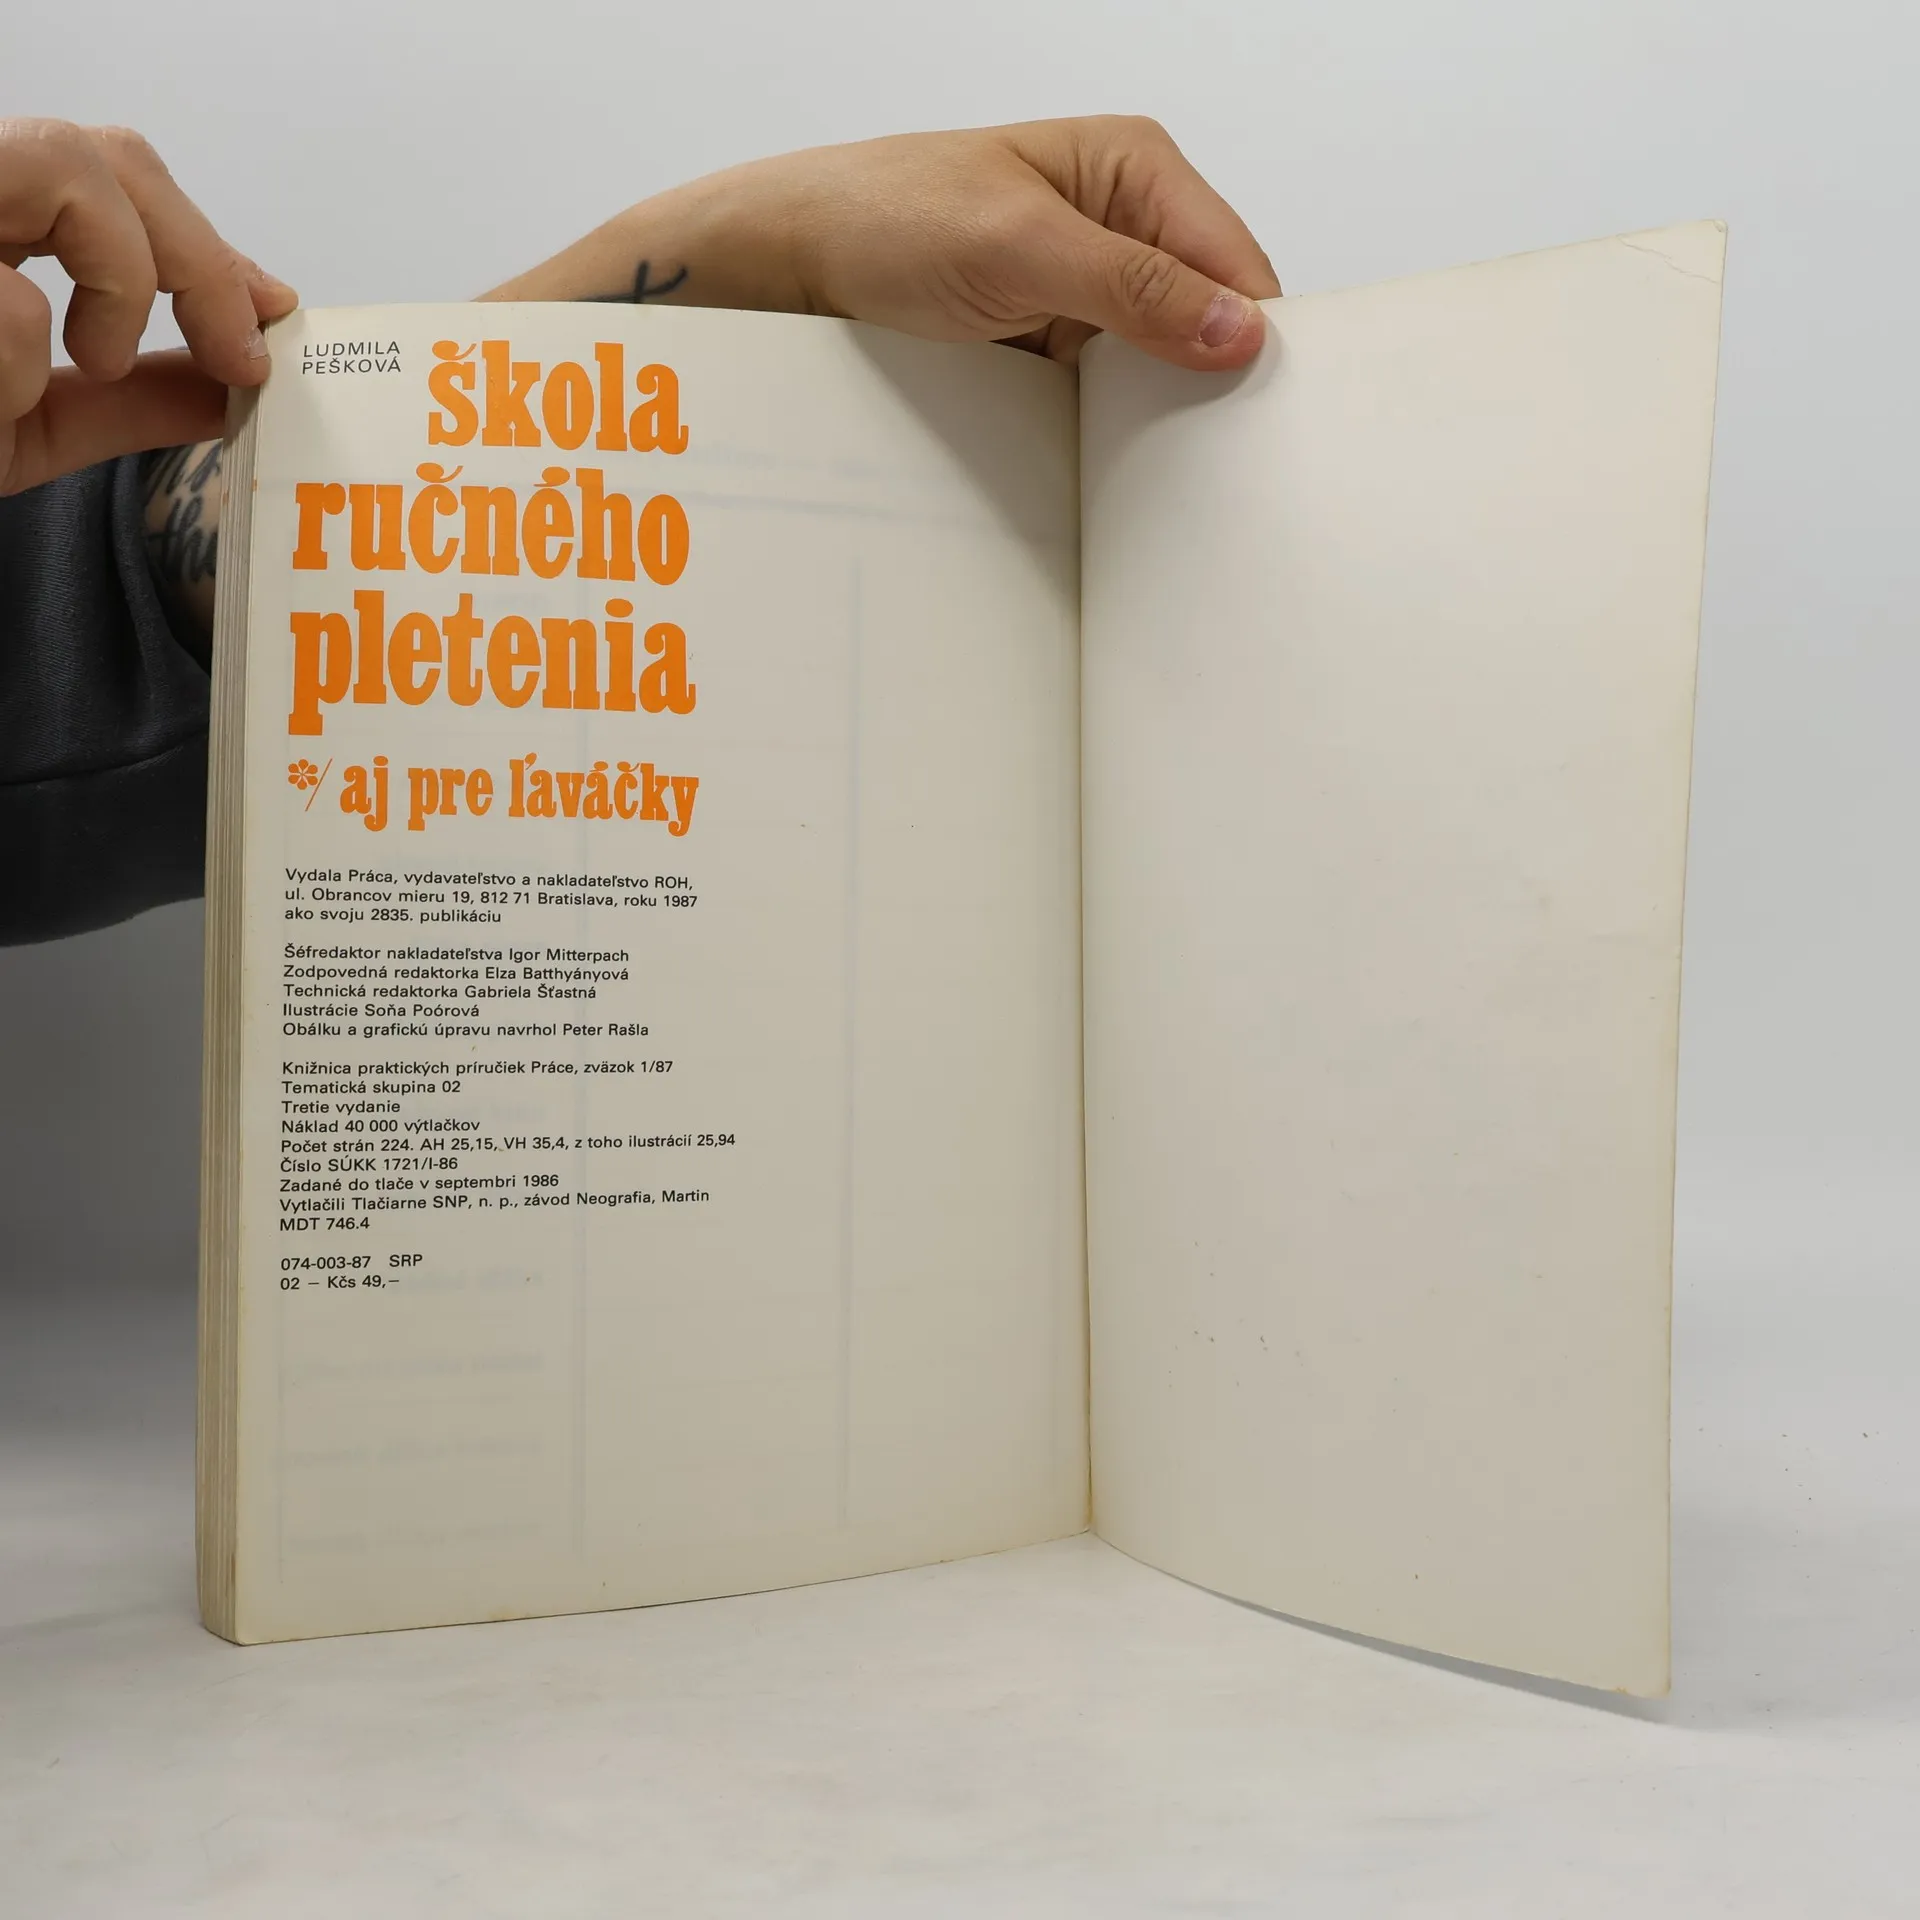 LUDMILA
PEŠKOVÁ
škola
ručného
pletenia
*/ aj pre ľaváčky
Vydala Práca, vydavateľstvo a nakladateľstvo ROH,
ul. Obrancov mieru 19, 812 71 Bratislava, roku 1987
ako svoju 2835. publikáciu
Šéfredaktor nakladateľstva Igor Mitterpach
Zodpovedná redaktorka Elza Batthyányová
Technická redaktorka Gabriela Šťastná
Ilustrácie Soňa Poórová
Obálku a grafickú úpravu navrhol Peter Rašla
Knižnica praktických príručiek Práce, zväzok 1/87
Tematická skupina 02
Tretie vydanie
Náklad 40 000 výtlačkov
Počet strán 224. AH 25,15, VH 35,4, z toho ilustrácií 25,94
Číslo SÚKK 1721/I-86
Zadané do tlače v septembri 1986
Vytlačili Tlačiarne SNP, n. p., závod Neografia, Martin
MDT 746.4
074-003-87 SRP
02 – Kčs 49,–